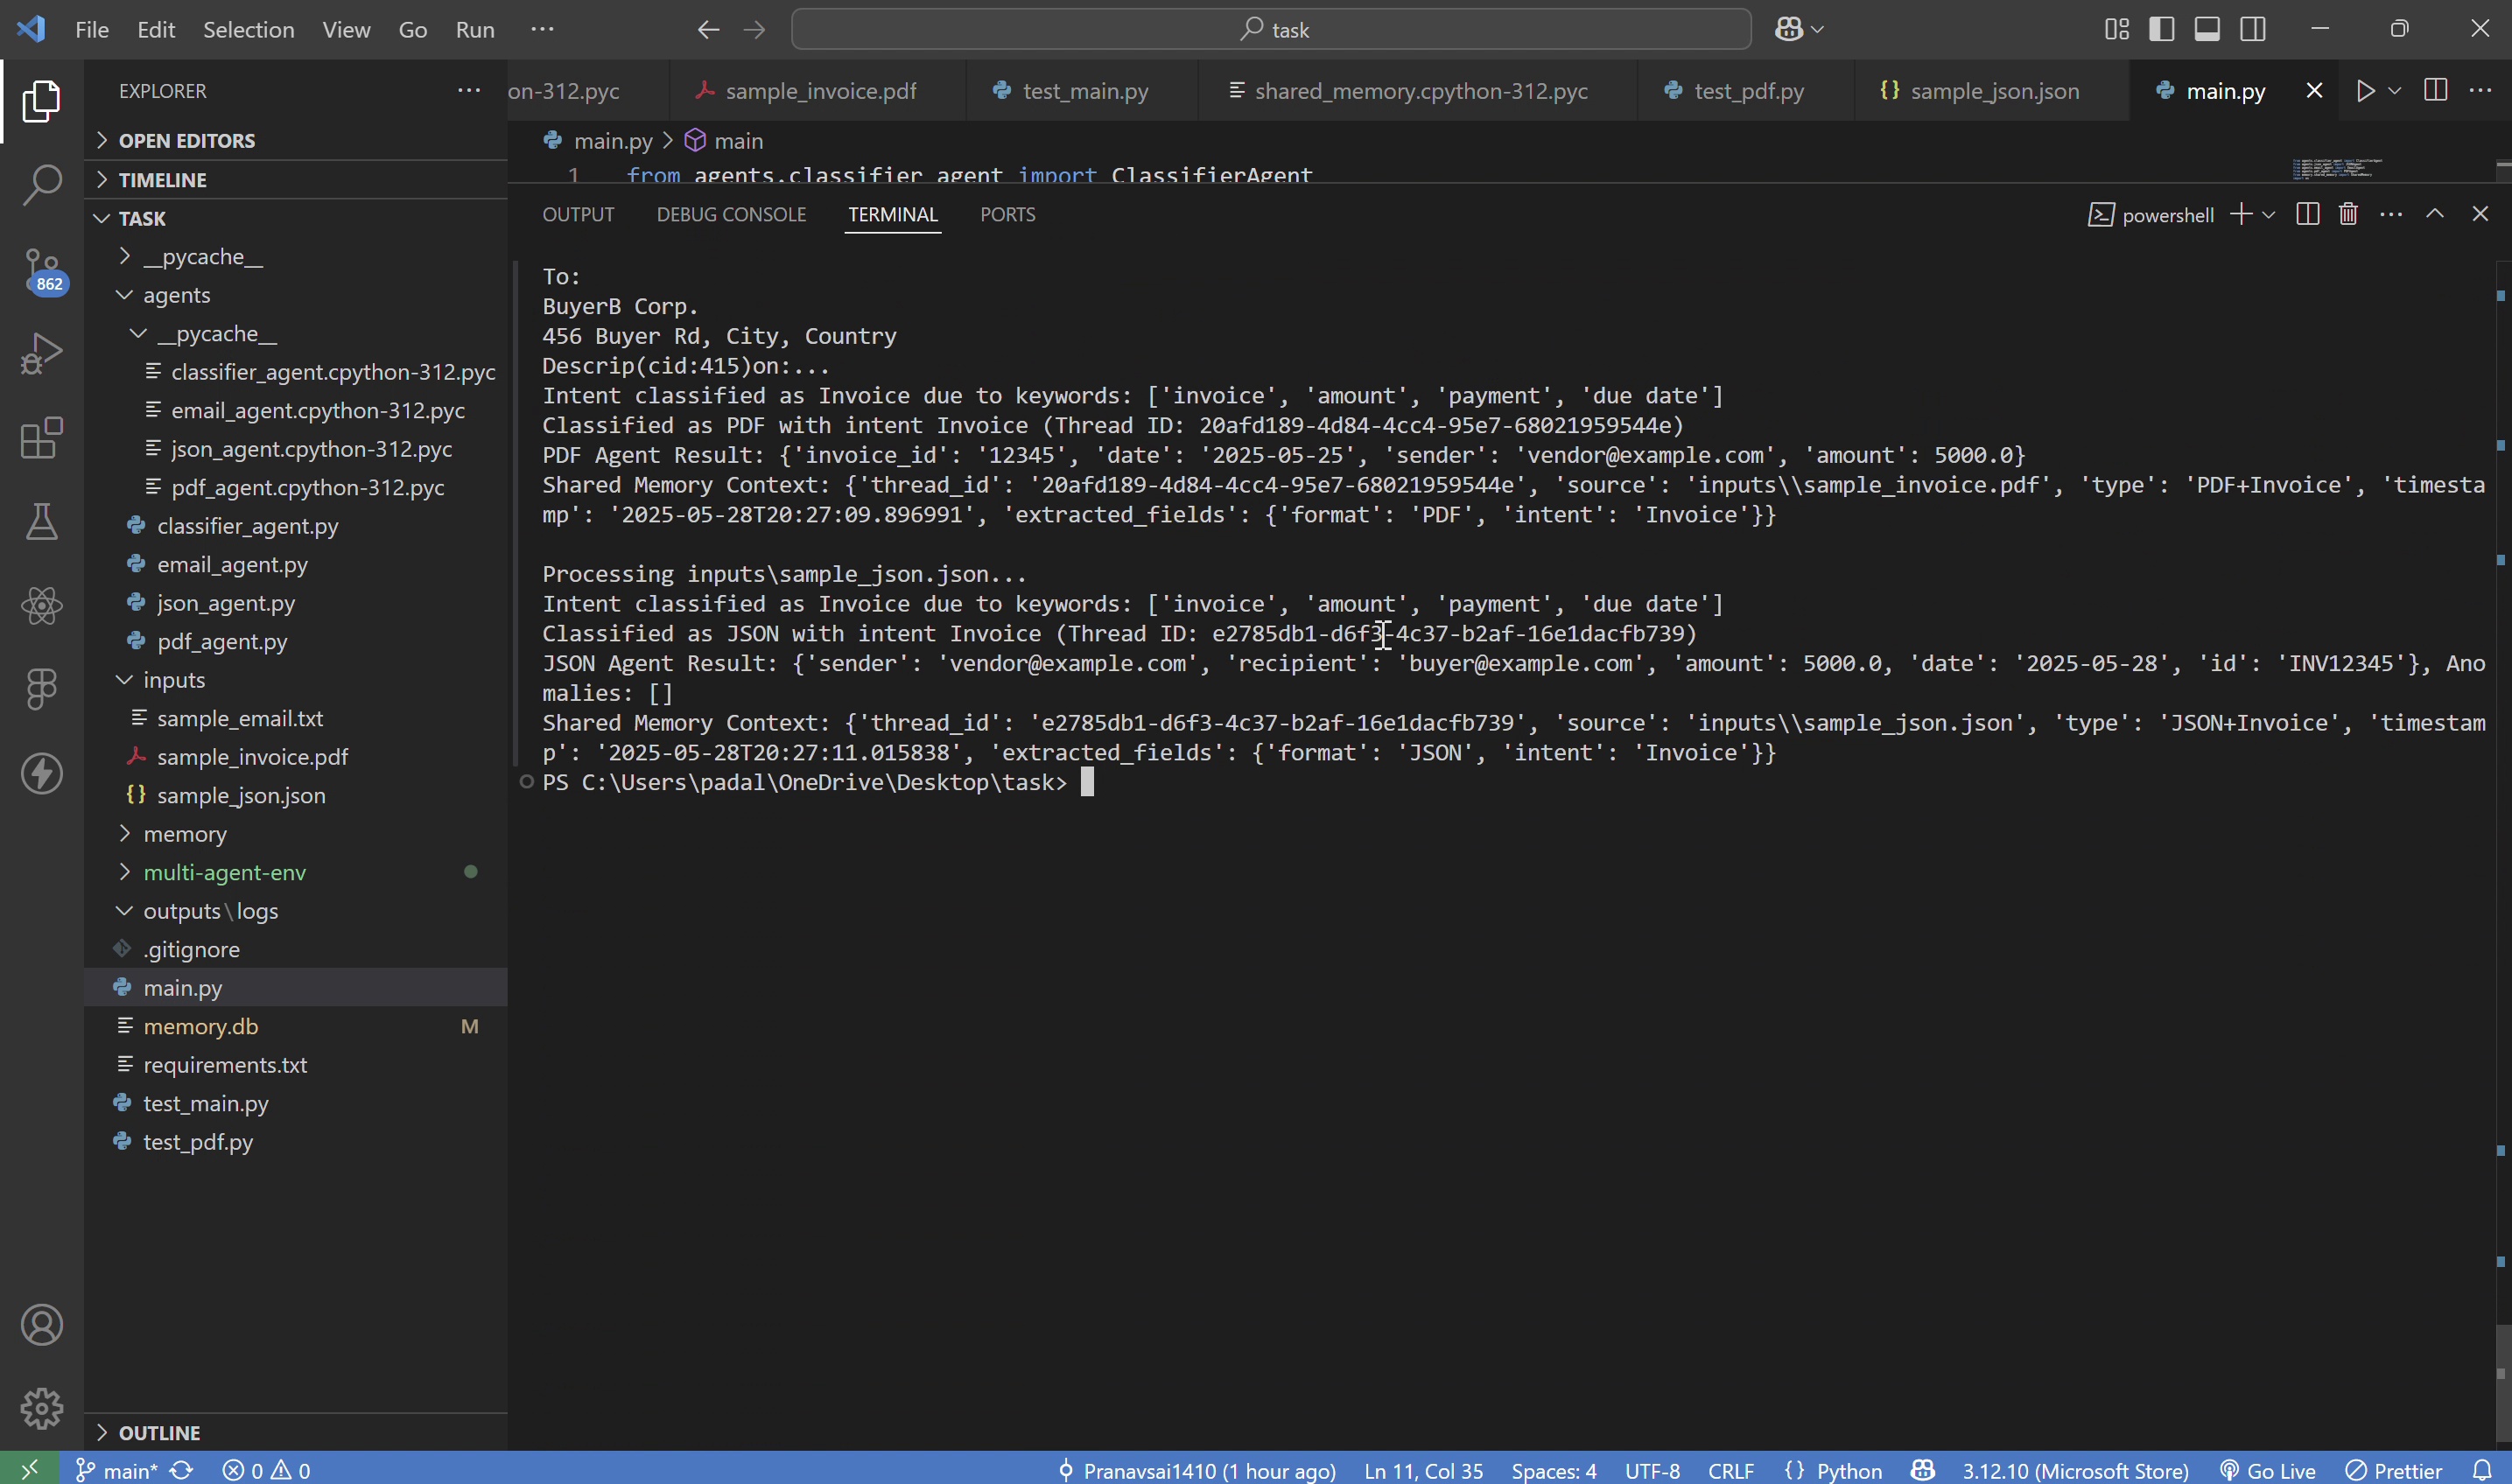 File Edit Selection View Go Run ···
task
EXPLORER ···
OPEN EDITORS
TIMELINE
TASK
__pycache__
agents
__pycache__
classifier_agent.cpython-312.pyc
email_agent.cpython-312.pyc
json_agent.cpython-312.pyc
pdf_agent.cpython-312.pyc
classifier_agent.py
email_agent.py
json_agent.py
pdf_agent.py
inputs
sample_email.txt
sample_invoice.pdf
{} sample_json.json
memory
multi-agent-env
outputs\logs
.gitignore
main.py
memory.db M
requirements.txt
test_main.py
test_pdf.py
OUTLINE
862
on-312.pyc sample_invoice.pdf test_main.py shared_memory.cpython-312.pyc test_pdf.py {} sample_json.json main.py
main.py > main
1 from agents.classifier_agent import ClassifierAgent
OUTPUT DEBUG CONSOLE TERMINAL PORTS powershell
To:
BuyerB Corp.
456 Buyer Rd, City, Country
Descrip(cid:415)on:...
Intent classified as Invoice due to keywords: ['invoice', 'amount', 'payment', 'due date']
Classified as PDF with intent Invoice (Thread ID: 20afd189-4d84-4cc4-95e7-68021959544e)
PDF Agent Result: {'invoice_id': '12345', 'date': '2025-05-25', 'sender': 'vendor@example.com', 'amount': 5000.0}
Shared Memory Context: {'thread_id': '20afd189-4d84-4cc4-95e7-68021959544e', 'source': 'inputs\\sample_invoice.pdf', 'type': 'PDF+Invoice', 'timesta
mp': '2025-05-28T20:27:09.896991', 'extracted_fields': {'format': 'PDF', 'intent': 'Invoice'}}
Processing inputs\sample_json.json...
Intent classified as Invoice due to keywords: ['invoice', 'amount', 'payment', 'due date']
Classified as JSON with intent Invoice (Thread ID: e2785db1-d6f3-4c37-b2af-16e1dacfb739)
JSON Agent Result: {'sender': 'vendor@example.com', 'recipient': 'buyer@example.com', 'amount': 5000.0, 'date': '2025-05-28', 'id': 'INV12345'}, Ano
malies: []
Shared Memory Context: {'thread_id': 'e2785db1-d6f3-4c37-b2af-16e1dacfb739', 'source': 'inputs\\sample_json.json', 'type': 'JSON+Invoice', 'timestam
p': '2025-05-28T20:27:11.015838', 'extracted_fields': {'format': 'JSON', 'intent': 'Invoice'}}
PS C:\Users\padal\OneDrive\Desktop\task>
main* 0 0 Pranavsai1410 (1 hour ago) Ln 11, Col 35 Spaces: 4 UTF-8 CRLF {} Python 3.12.10 (Microsoft Store) Go Live Prettier